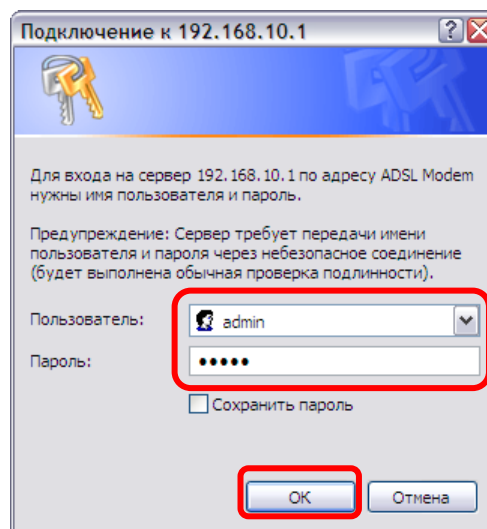 Подключение к 192.168.10.1
Для входа на сервер 192.168.10.1 по адресу ADSL Modem
нужны имя пользователя и пароль.
Предупреждение: Сервер требует передачи имени
пользователя и пароля через небезопасное соединение
(будет выполнена обычная проверка подлинности).
Пользователь: admin
Пароль: •••••
Сохранить пароль
ОК Отмена